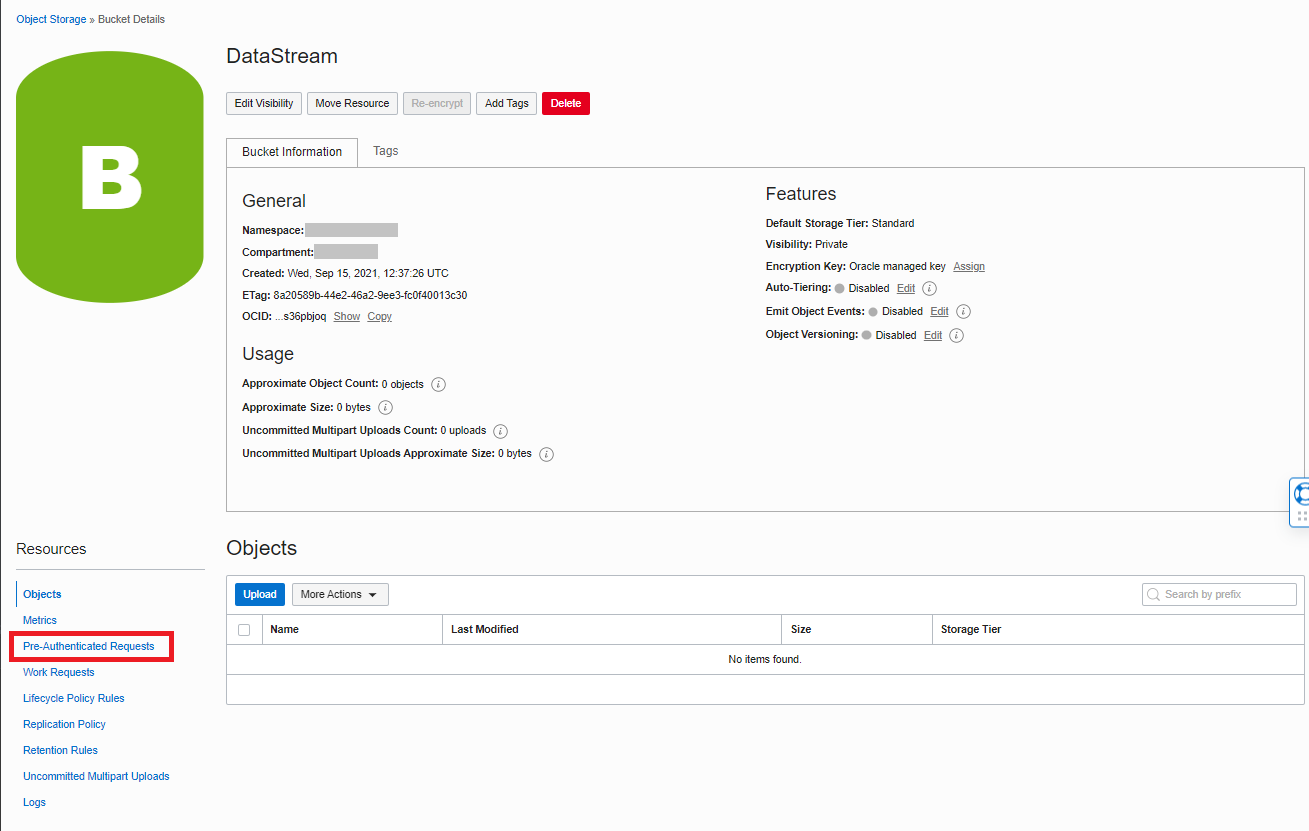 Object Storage » Bucket Details
B
DataStream
Edit Visibility Move Resource Re-encrypt Add Tags Delete
Bucket Information Tags
General
Namespace:
Compartment:
Created: Wed, Sep 15, 2021, 12:37:26 UTC
ETag: 8a20589b-44e2-46a2-9ee3-fc0f40013c30
OCID: ...s36pbjoq Show Copy
Usage
Approximate Object Count: 0 objects i
Approximate Size: 0 bytes i
Uncommitted Multipart Uploads Count: 0 uploads i
Uncommitted Multipart Uploads Approximate Size: 0 bytes i
Features
Default Storage Tier: Standard
Visibility: Private
Encryption Key: Oracle managed key Assign
Auto-Tiering: Disabled Edit i
Emit Object Events: Disabled Edit i
Object Versioning: Disabled Edit i
Resources
Objects
Metrics
Pre-Authenticated Requests
Work Requests
Lifecycle Policy Rules
Replication Policy
Retention Rules
Uncommitted Multipart Uploads
Logs
Objects
Upload More Actions Search by prefix
Name Last Modified Size Storage Tier
No items found.